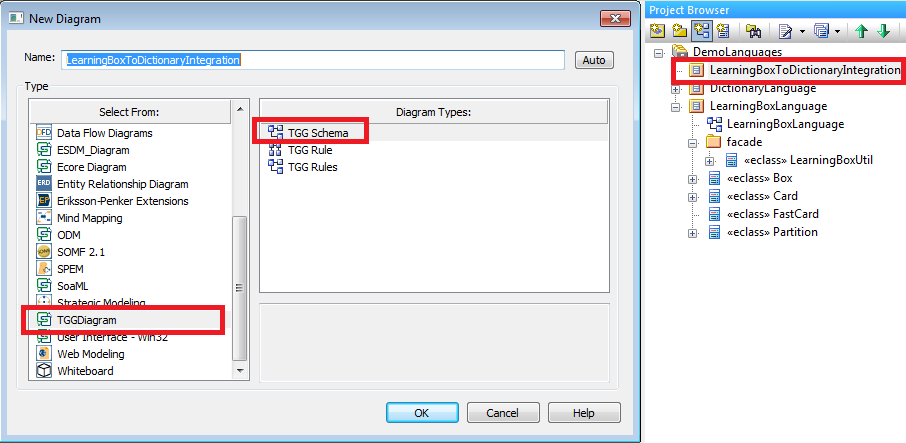 New Diagram
Name: LearningBoxToDictionaryIntegration Auto
Type
Select From:
Data Flow Diagrams
ESDM_Diagram
Ecore Diagram
Entity Relationship Diagram
Eriksson-Penker Extensions
Mind Mapping
ODM
SOMF 2.1
SPEM
SoaML
Strategic Modeling
TGGDiagram
User Interface - Win32
Web Modeling
Whiteboard
Diagram Types:
TGG Schema
TGG Rule
TGG Rules
OK Cancel Help
Project Browser
DemoLanguages
LearningBoxToDictionaryIntegration
DictionaryLanguage
LearningBoxLanguage
LearningBoxLanguage
facade
«eclass» LearningBoxUtil
«eclass» Box
«eclass» Card
«eclass» FastCard
«eclass» Partition